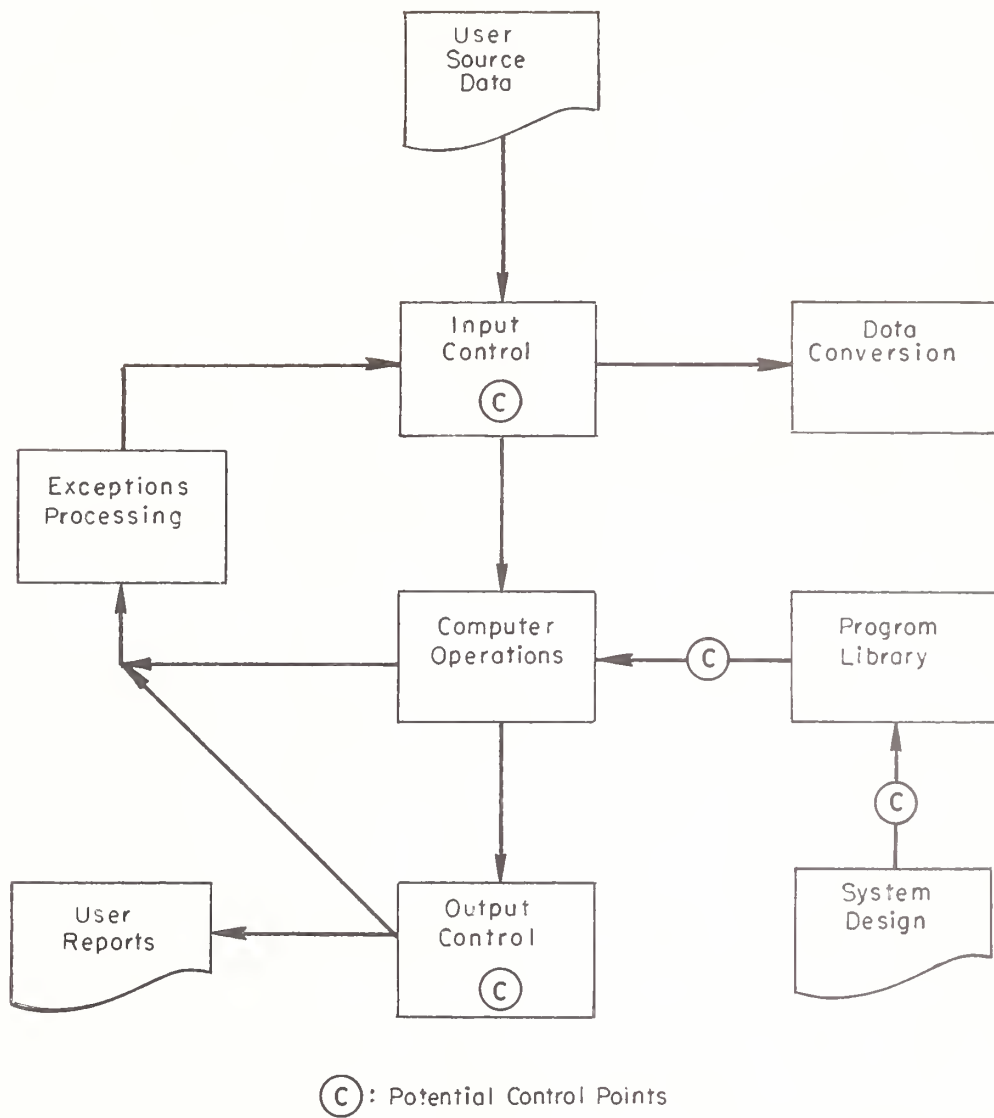 User
Source
Data
Input
Control
C
Data
Conversion
Exceptions
Processing
Computer
Operations
C
Program
Library
C
User
Reports
Output
Control
C
System
Design
C : Potential Control Points